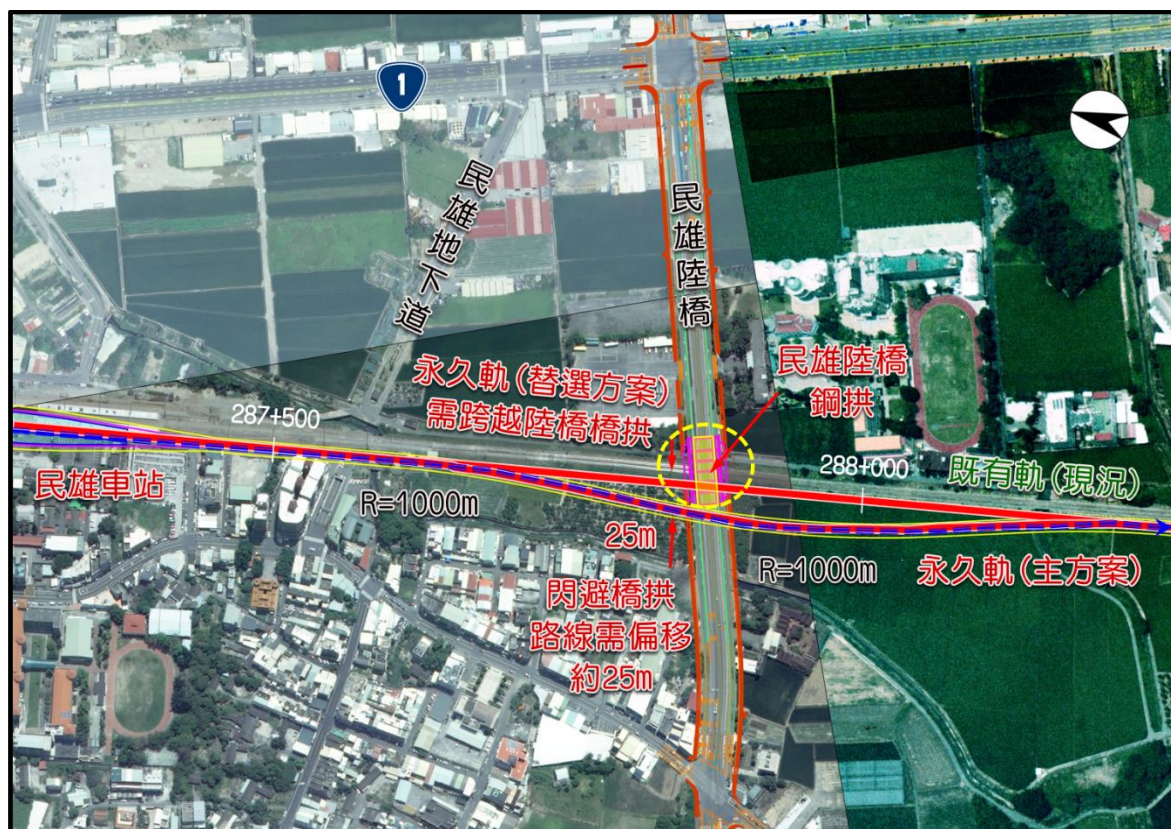 1
民雄地下道
民雄陸橋
永久軌(替選方案)
需跨越陸橋橋拱
民雄陸橋
鋼拱
287+500
288+000
既有軌(現況)
民雄車站
R=1000m
25m
R=1000m
永久軌(主方案)
閃避橋拱
路線需偏移
約25m